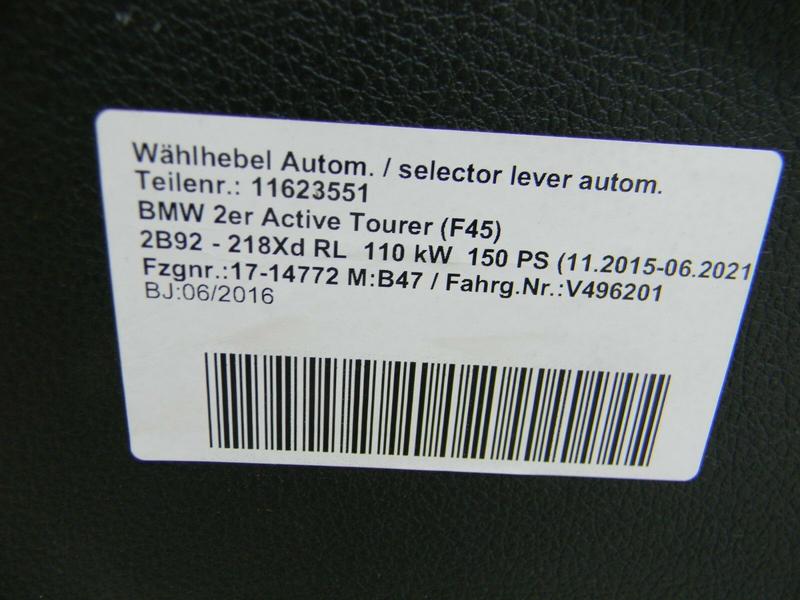 Wählhebel Autom. / selector lever autom.
Teilenr.: 11623551
BMW 2er Active Tourer (F45)
2B92 - 218Xd RL 110 kW 150 PS (11.2015-06.2021
Fzgnr.:17-14772 M:B47 / Fahrg.Nr.:V496201
BJ:06/2016